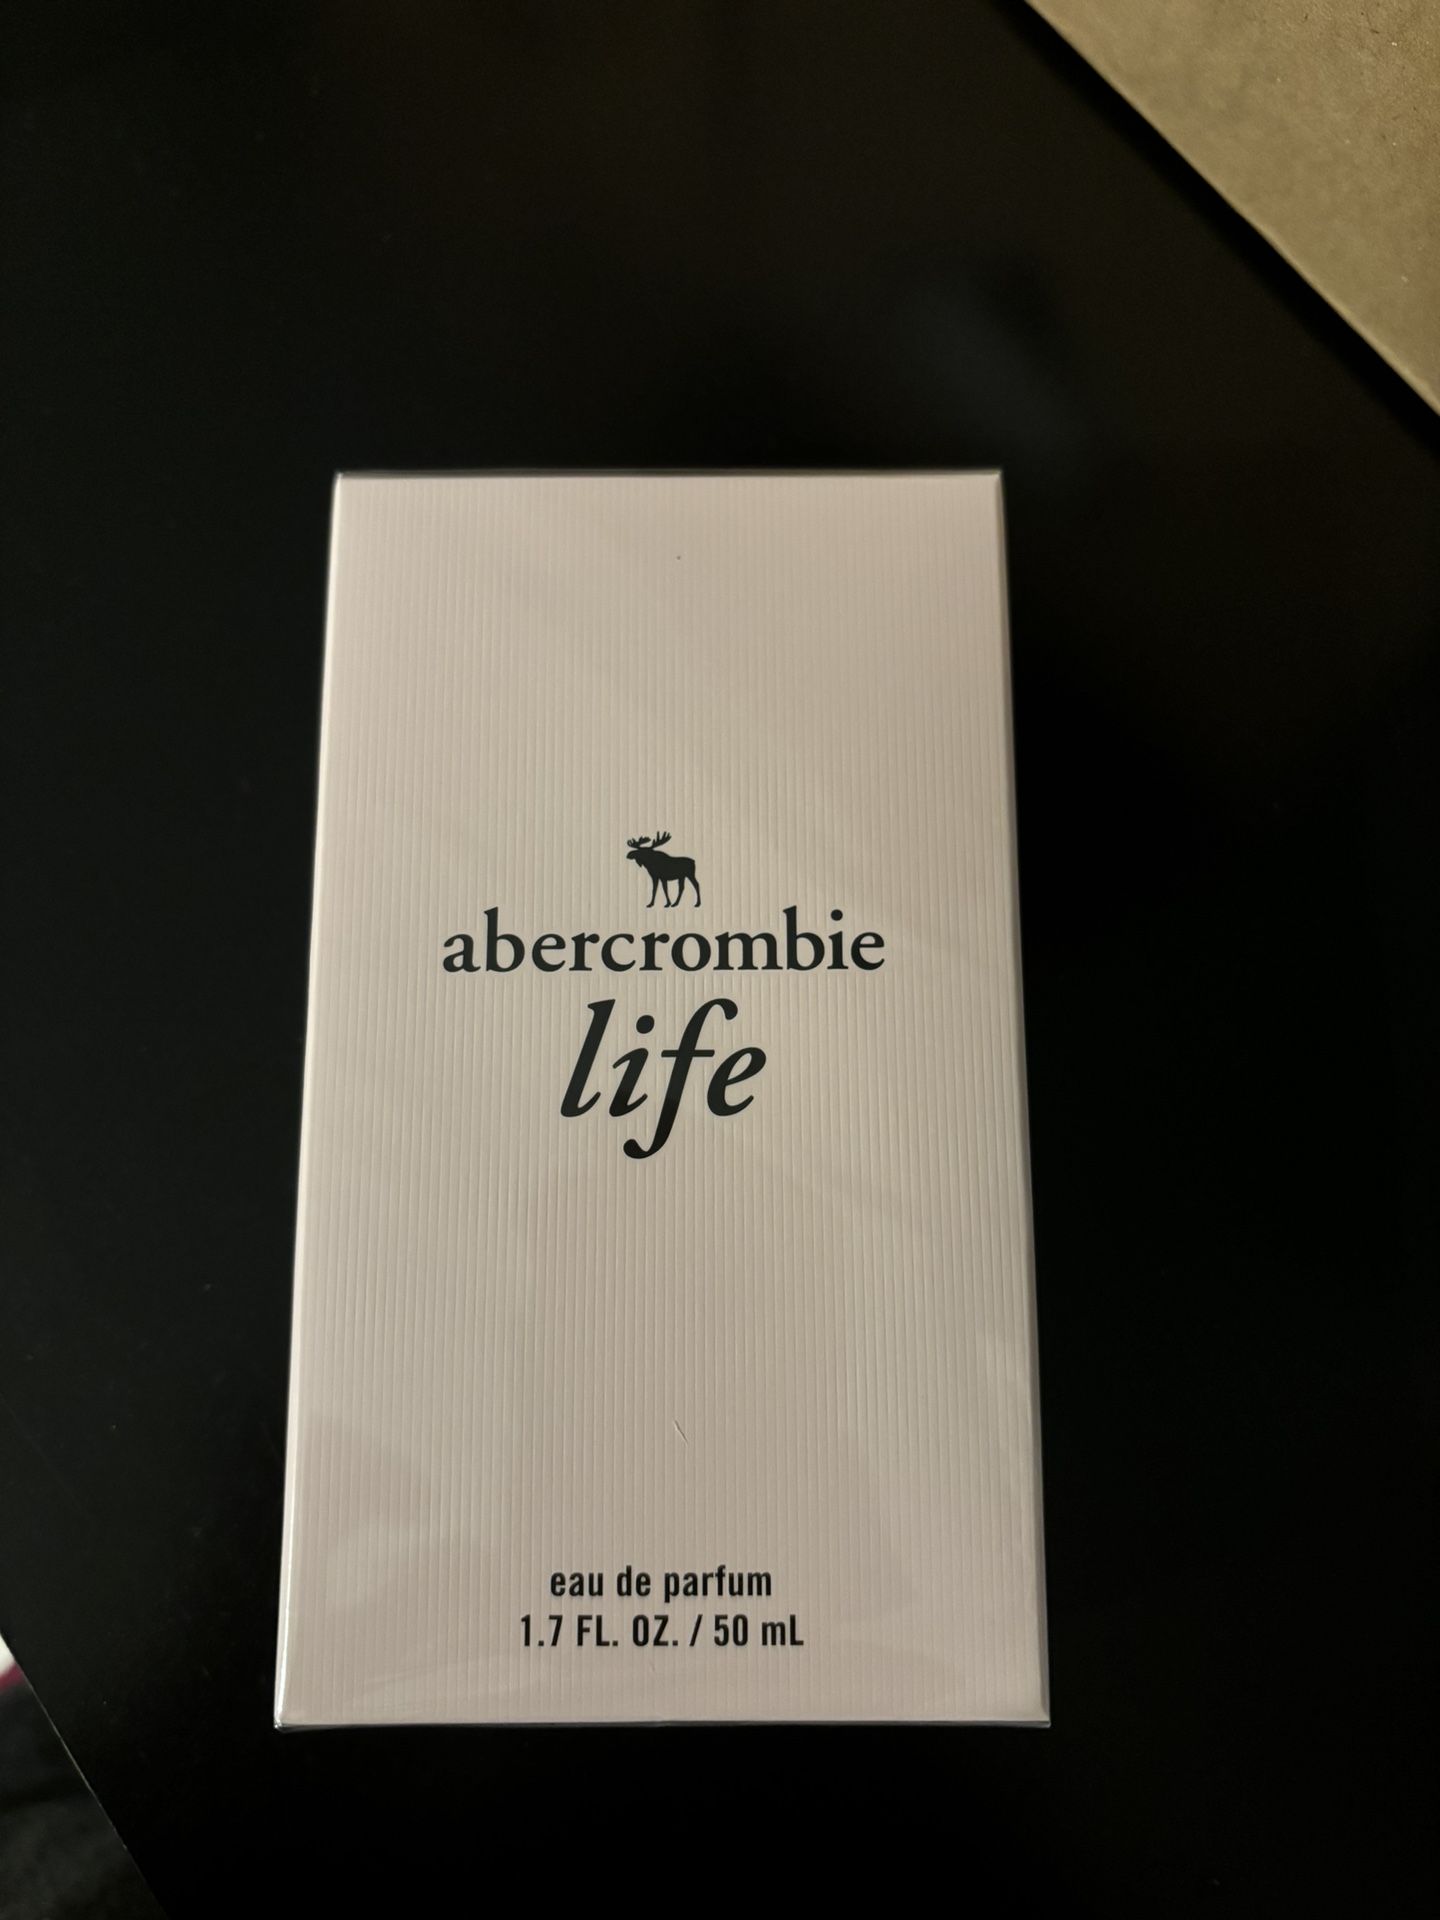 abercrombie
life
eau de parfum
1.7 FL. OZ. / 50 mL